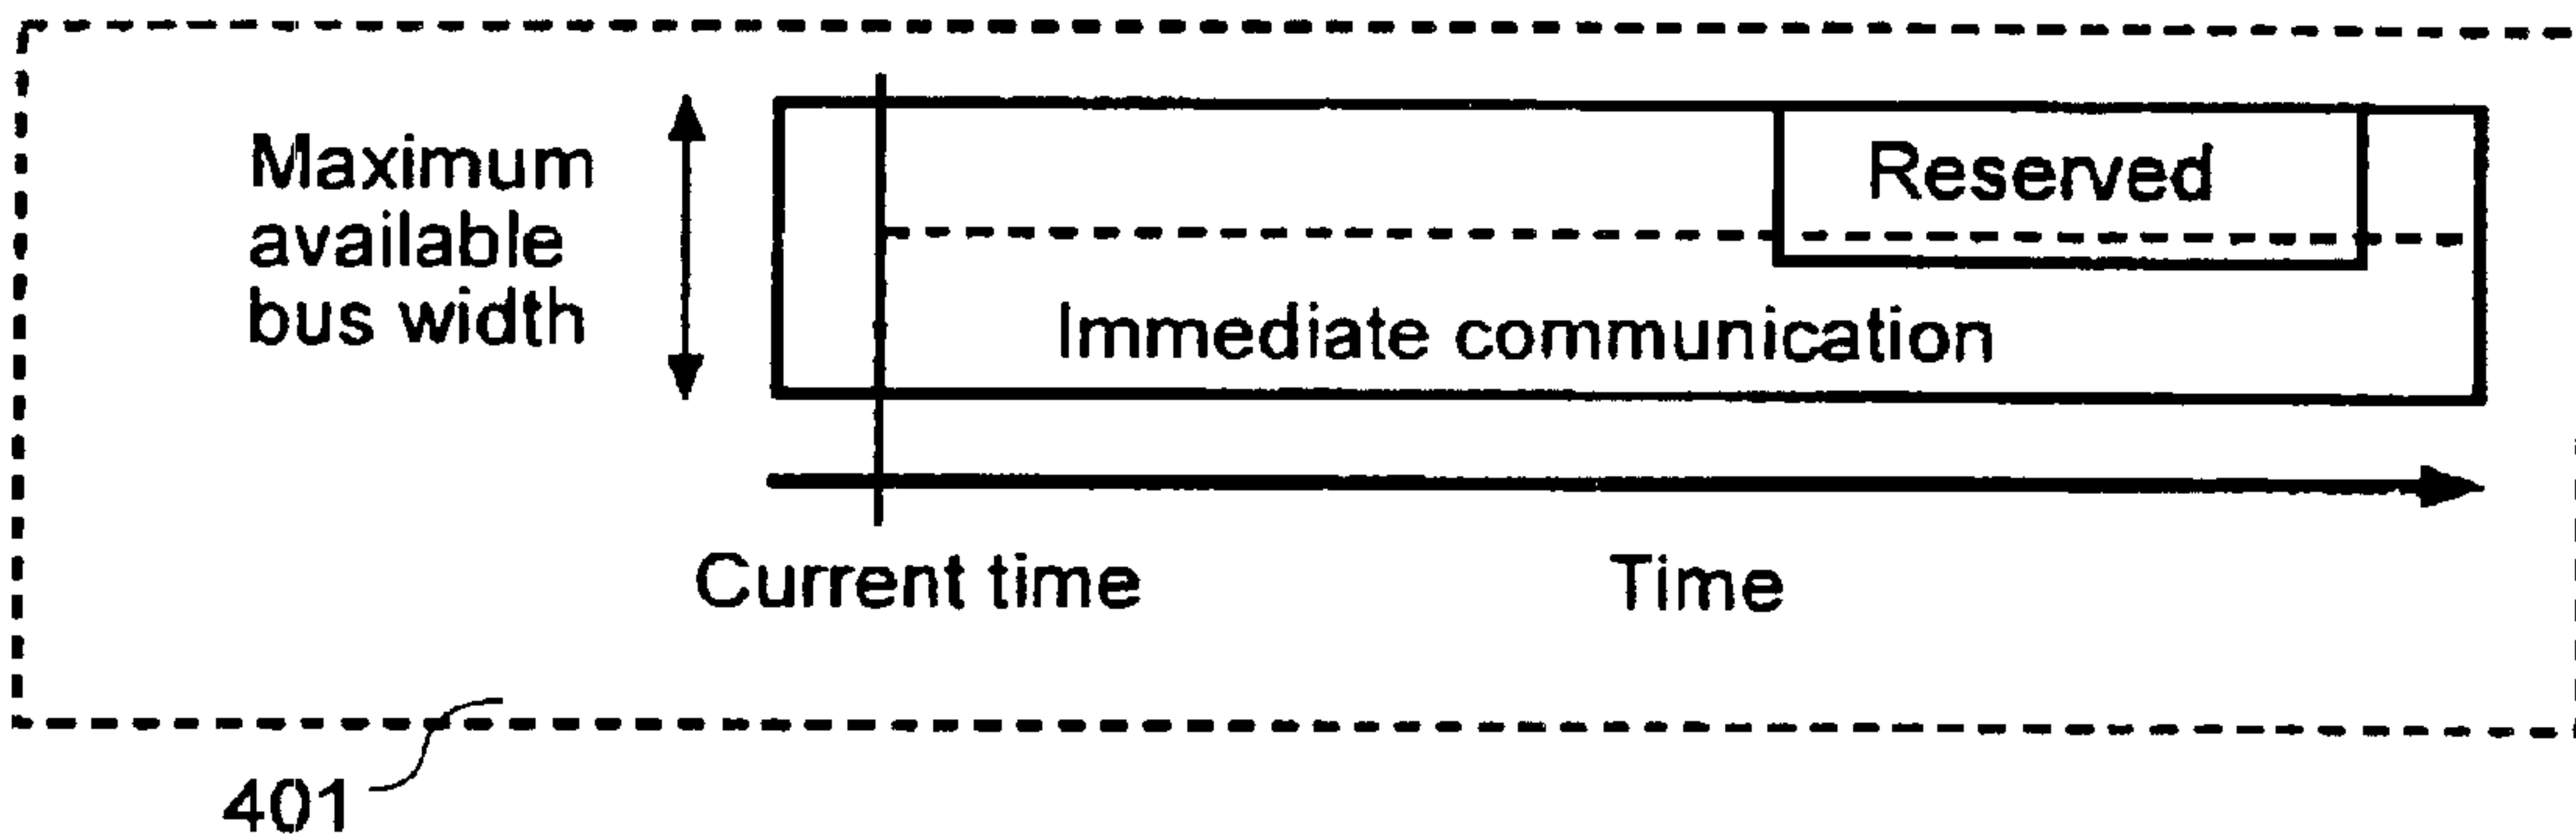 Maximum
available
bus width
Reserved
Immediate communication
Current time
Time
401